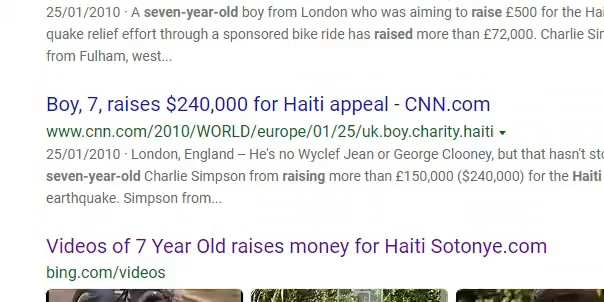 25/01/2010 · A seven-year-old boy from London who was aiming to raise £500 for the Hai
quake relief effort through a sponsored bike ride has raised more than £72,000. Charlie Sim
from Fulham, west...
Boy, 7, raises $240,000 for Haiti appeal - CNN.com
www.cnn.com/2010/WORLD/europe/01/25/uk.boy.charity.haiti
25/01/2010 · London, England – He's no Wyclef Jean or George Clooney, but that hasn't sto
seven-year-old Charlie Simpson from raising more than £150,000 ($240,000) for the Haiti
earthquake. Simpson from...
Videos of 7 Year Old raises money for Haiti Sotonye.com
bing.com/videos